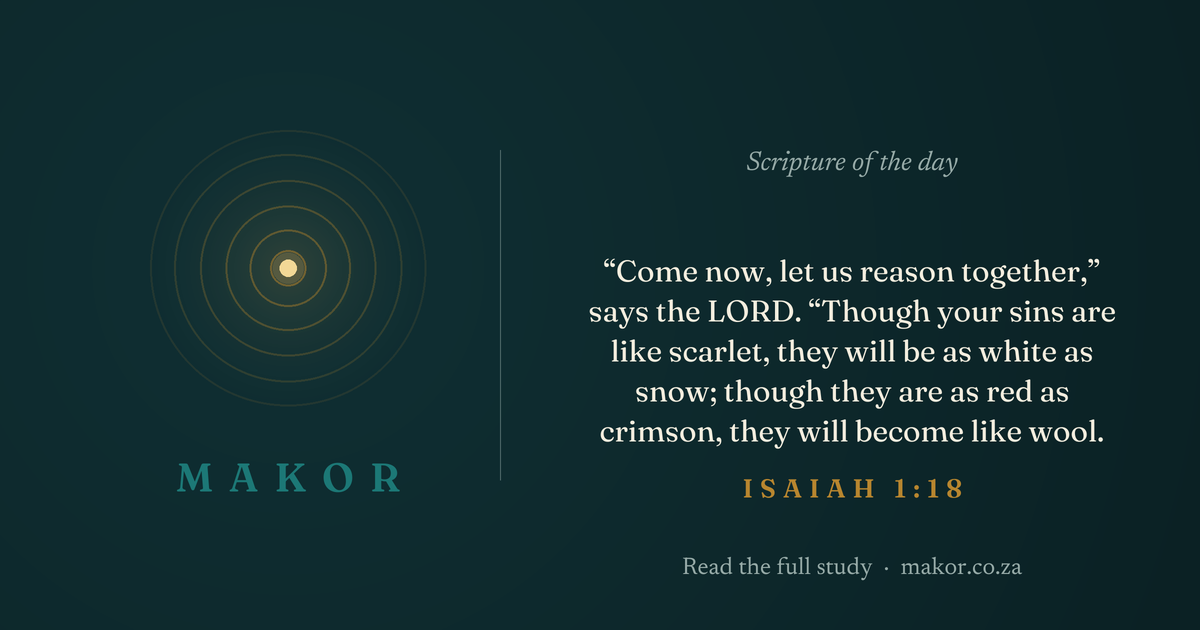 MAKOR
Scripture of the day
“Come now, let us reason together,”
says the LORD. “Though your sins are
like scarlet, they will be as white as
snow; though they are as red as
crimson, they will become like wool.
ISAIAH 1:18
Read the full study · makor.co.za